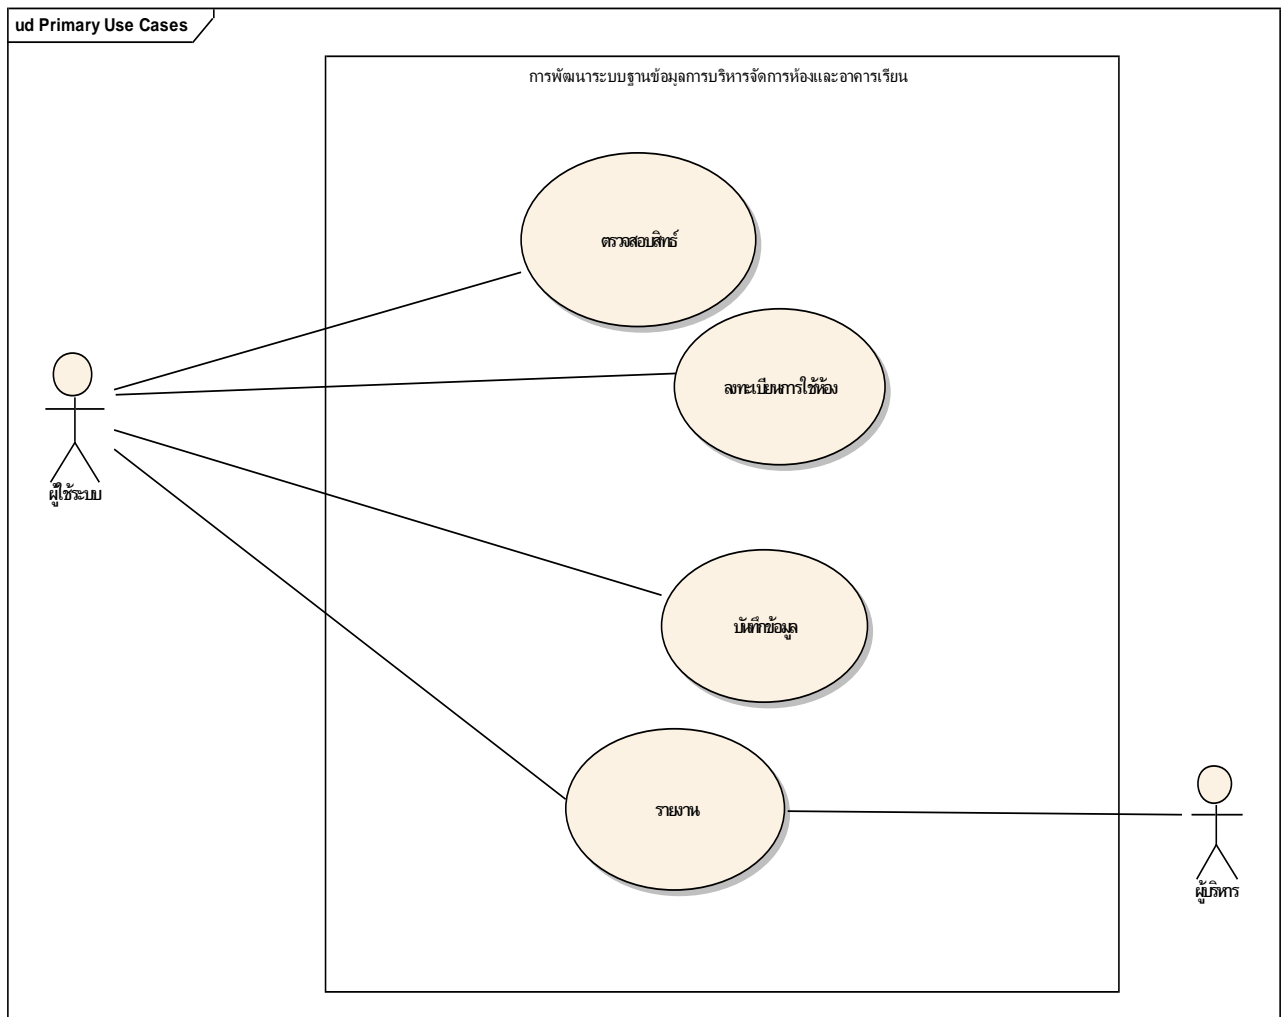 ud Primary Use Cases
การพัฒนาระบบฐานข้อมูลการบริหารจัดการห้องและอาคารเรียน
ตรวจสอบสิทธ์
ลงทะเบียนการใช้ห้อง
ผู้ใช้ระบบ
บันทึกข้อมูล
รายงาน
ผู้บริหาร